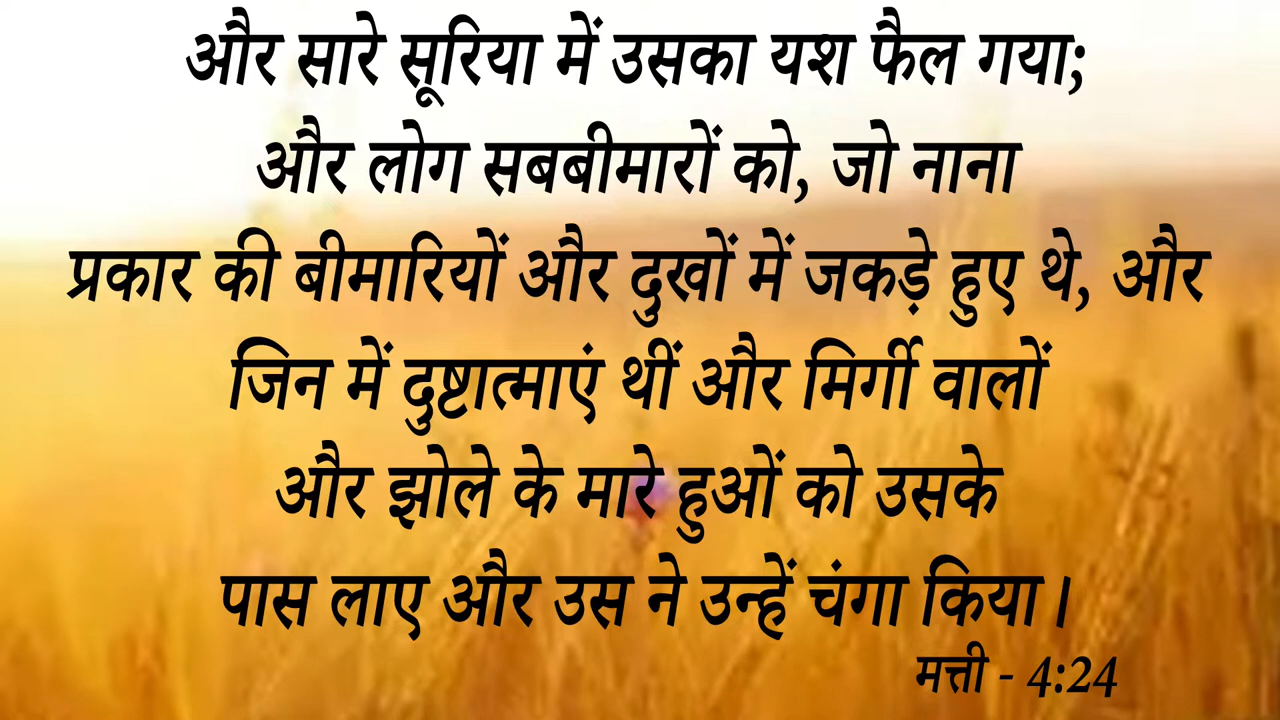 और सारे सूरिया में उसका यश फैल गया;
और लोग सबबीमारों को, जो नाना
प्रकार की बीमारियों और दुखों में जकड़े हुए थे, और
जिन में दुष्टात्माएं थीं और मिर्गी वालों
और झोले के मारे हुओं को उसके
पास लाए और उस ने उन्हें चंगा किया।
मत्ती - 4:24